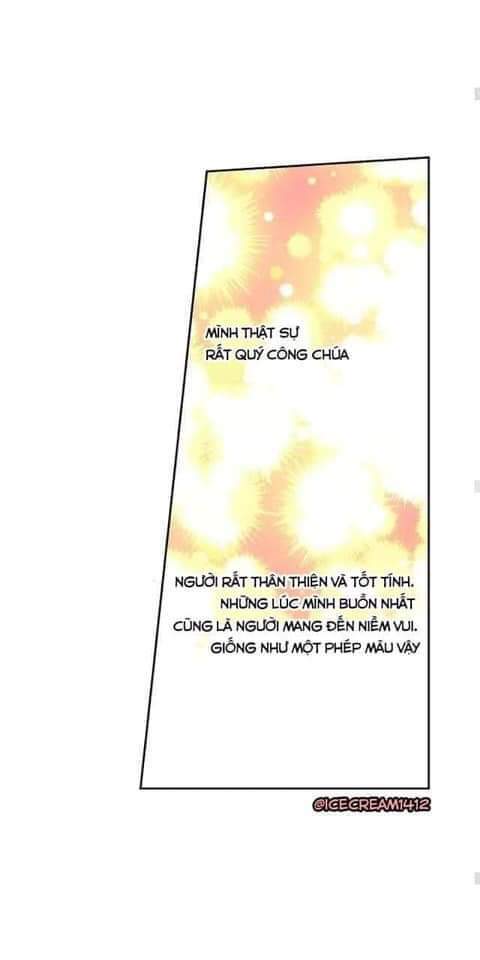 MÌNH THẬT SỰ
RẤT QUÝ CÔNG CHÚA
NGƯỜI RẤT THÂN THIỆN VÀ TỐT TÍNH.
NHỮNG LÚC MÌNH BUỒN NHẤT
CŨNG LÀ NGƯỜI MANG ĐẾN NIỀM VUI.
GIỐNG NHƯ MỘT PHÉP MÀU VẬY
@ICECREAM1412